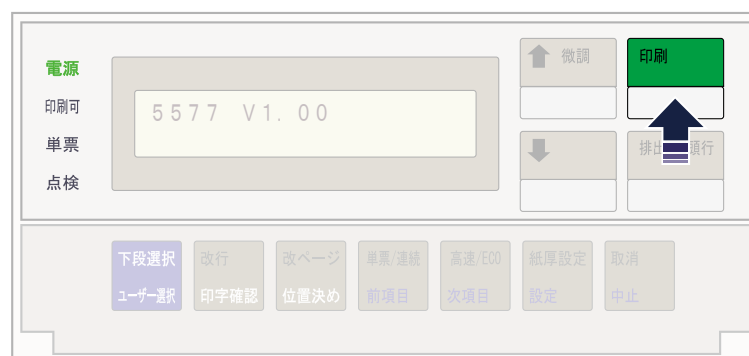 微調
印刷
電源
印刷可
5577 V1.00
単票
排出 頭行
点検
下段選択 改行 改ページ 単票/連続 高速/ECO 紙厚設定 取消
ユーザー選択 印字確認 位置決め 前項目 次項目 設定 中止